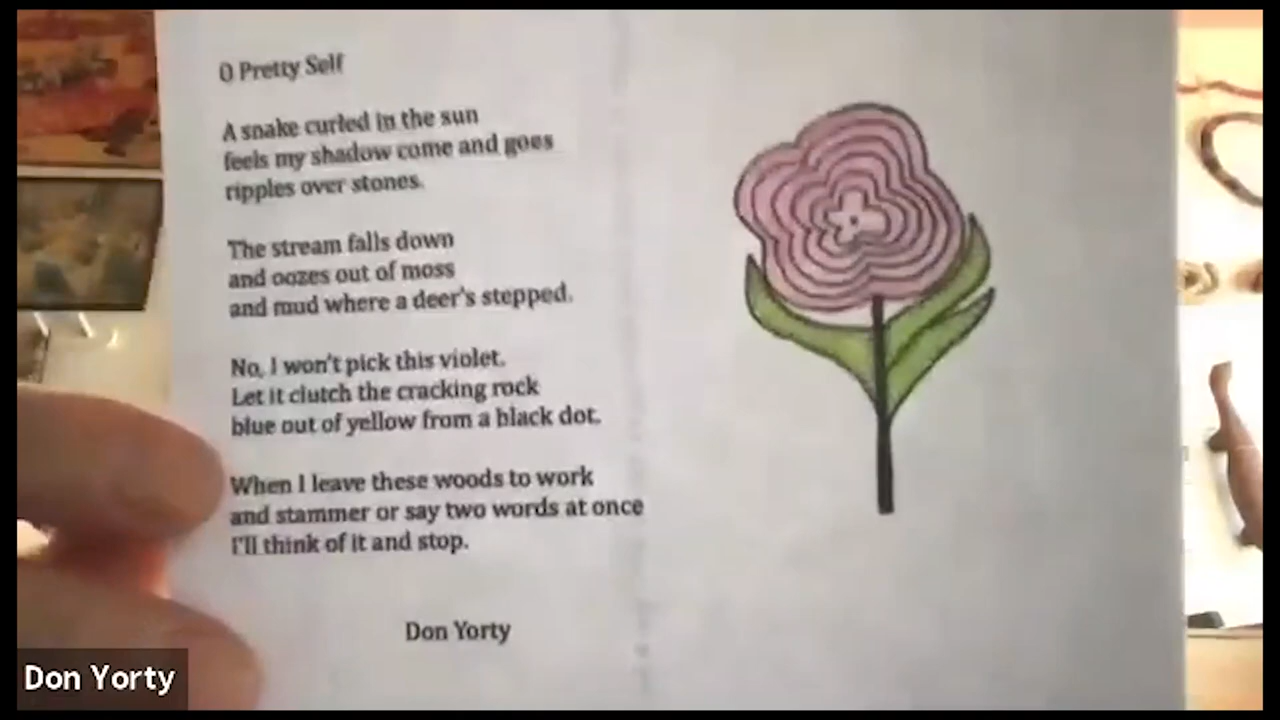 O Pretty Self
A snake curled in the sun
feels my shadow come and goes
ripples over stones.
The stream falls down
and oozes out of moss
and mud where a deer's stepped.
No, I won't pick this violet.
Let it clutch the cracking rock
blue out of yellow from a black dot.
When I leave these woods to work
and stammer or say two words at once
I'll think of it and stop.
Don Yorty
Don Yorty